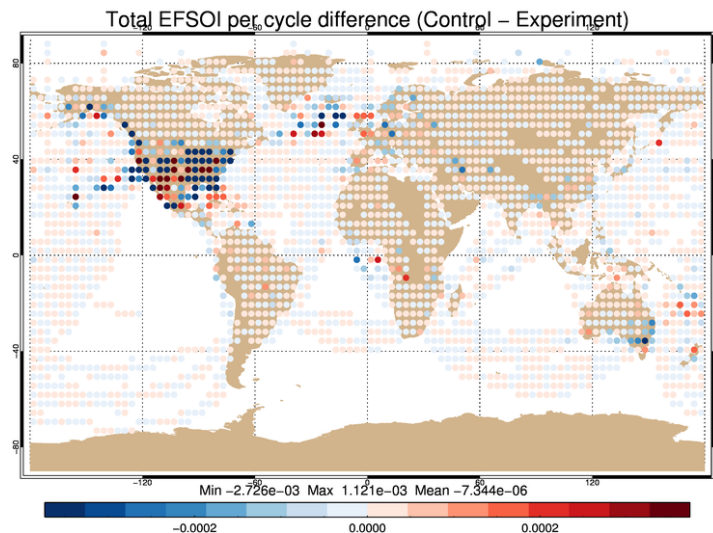 Total EFSOI per cycle difference (Control − Experiment)
−120 −60 0 60 120
80
40
0
−40
−80
−120 −60 0 60 120
Min −2.726e−03 Max 1.121e−03 Mean −7.344e−06
−0.0002 0.0000 0.0002